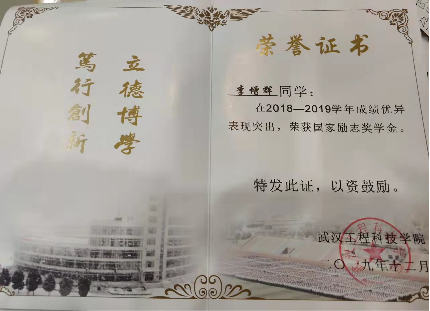 立德博學
篤行創新
荣誉证书
同学：
在2018—2019学年成绩优异
表现突出，荣获国家励志奖学金。
特发此证，以资鼓励。
武汉工程科技学院
二〇一九年十二月